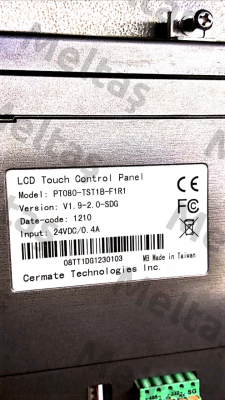 Meltaş
LCD Touch Control Panel
Model: PT080-TST1B-F1R1
Version: V1.9-2.0-SDG
Date-code: 1210
Input: 24VDC/0.4A
CE
08TT1DG1230103
MB Made in Taiwan
Cermate Technologies Inc.
SG